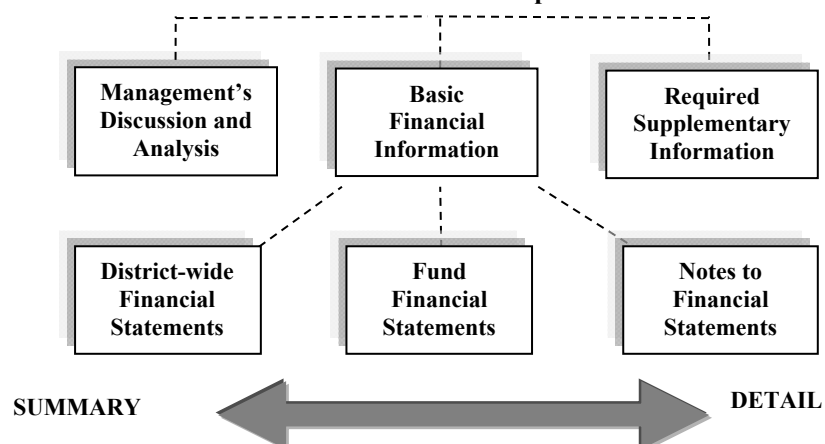 Management's
Discussion and
Analysis
Basic
Financial
Information
Required
Supplementary
Information
District-wide
Financial
Statements
Fund
Financial
Statements
Notes to
Financial
Statements
SUMMARY
DETAIL